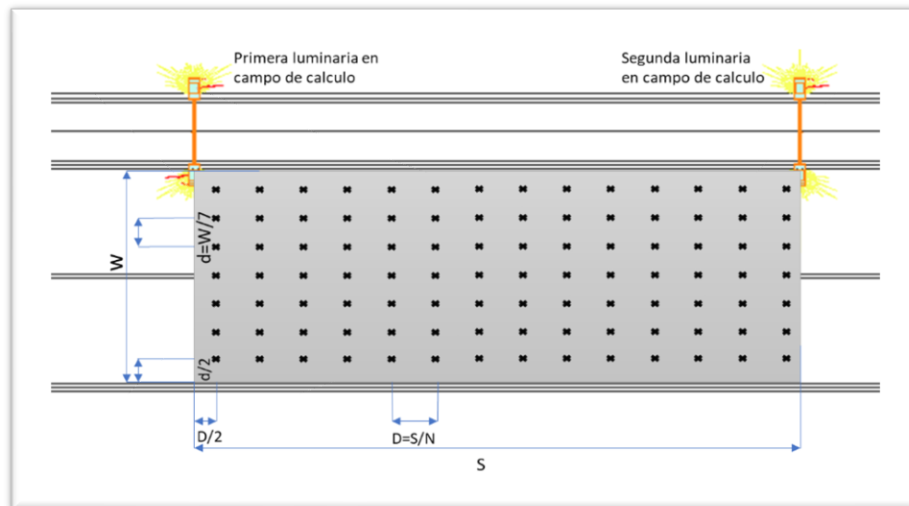 Primera luminaria en
campo de calculo
Segunda luminaria
en campo de calculo
d=W/7
W
d/2
D/2
D=S/N
S